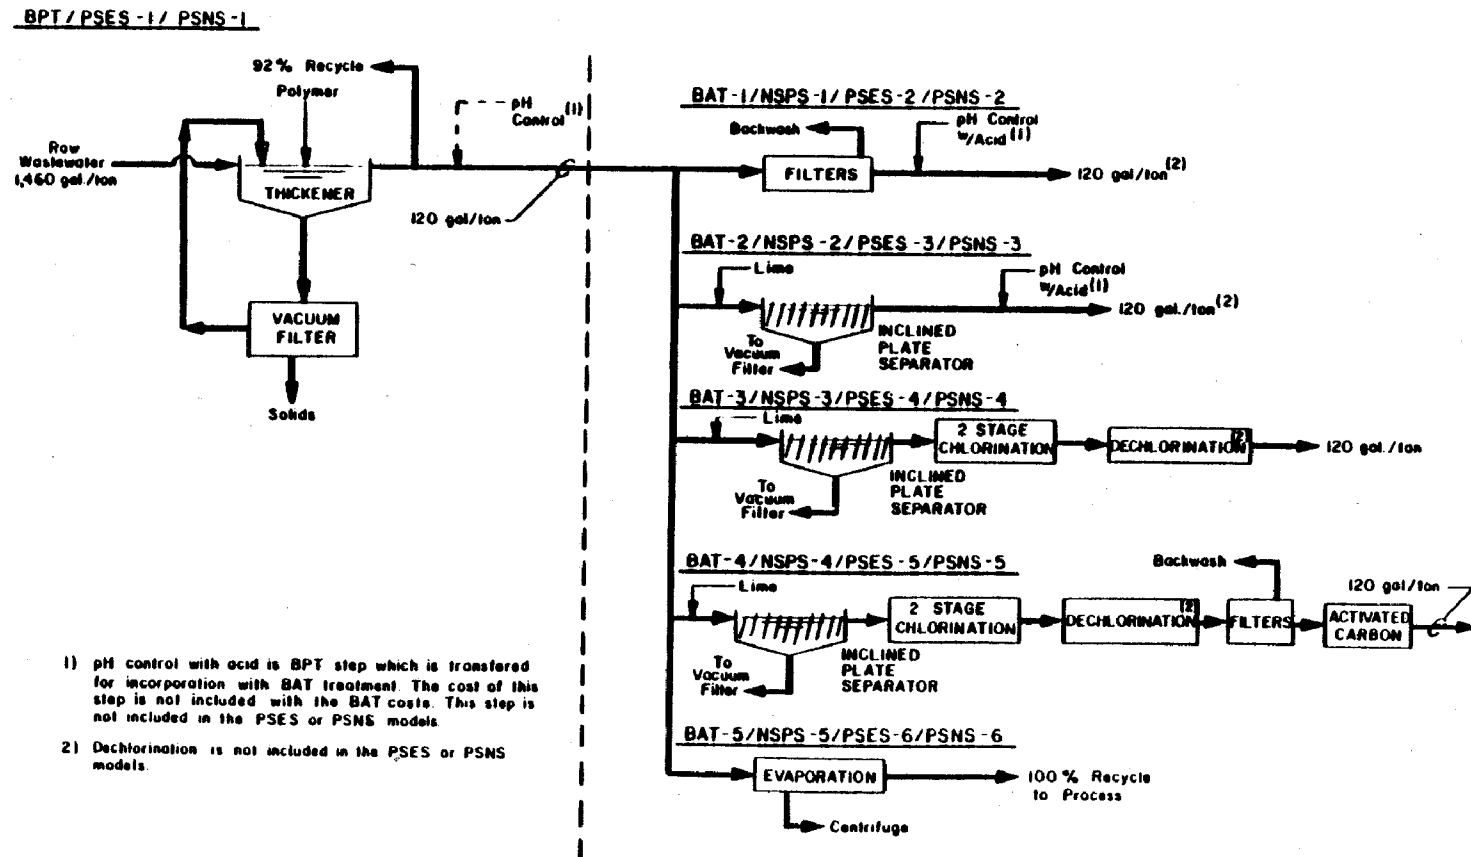 BPT/PSES-1/PSNS-1
92% Recycle
Polymer
pH
Control(1)
Raw
Wastewater
1,460 gal./ton
THICKENER
120 gal/ton
VACUUM
FILTER
Solids
BAT-1/NSPS-1/PSES-2/PSNS-2
Backwash
pH Control
w/Acid(1)
FILTERS
120 gal/ton(2)
BAT-2/NSPS-2/PSES-3/PSNS-3
Lime
pH Control
w/Acid(1)
120 gal./ton(2)
To
Vacuum
Filter
INCLINED
PLATE
SEPARATOR
BAT-3/NSPS-3/PSES-4/PSNS-4
Lime
2 STAGE
CHLORINATION
DECHLORINATION(2)
120 gal./ton
To
Vacuum
Filter
INCLINED
PLATE
SEPARATOR
BAT-4/NSPS-4/PSES-5/PSNS-5
Lime
Backwash
120 gal/ton
2 STAGE
CHLORINATION
DECHLORINATION(2)
FILTERS
ACTIVATED
CARBON
To
Vacuum
Filter
INCLINED
PLATE
SEPARATOR
BAT-5/NSPS-5/PSES-6/PSNS-6
EVAPORATION
100% Recycle
to Process
Centrifuge
1) pH control with acid is BPT step which is transfered
for incorporation with BAT treatment. The cost of this
step is not included with the BAT costs. This step is
not included in the PSES or PSNS models.
2) Dechlorination is not included in the PSES or PSNS
models.